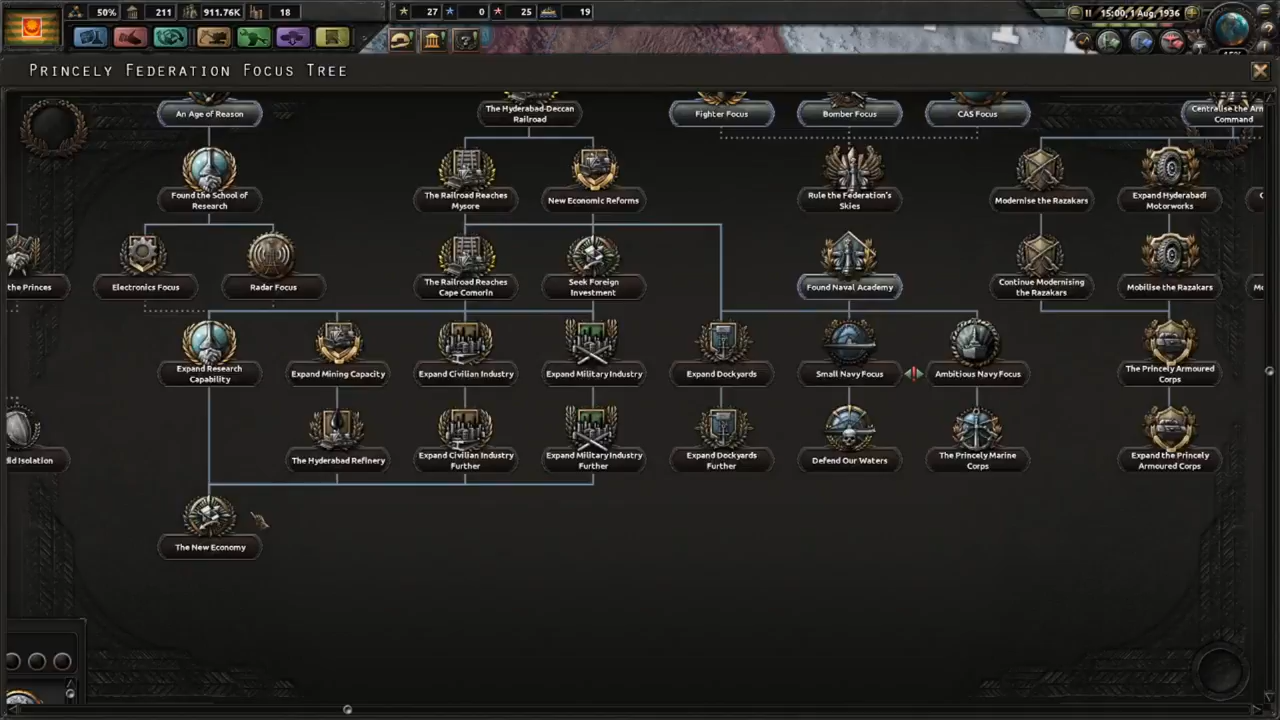 50%
211
911.76K
18
27
0
25
19
15:00, 1 Aug, 1936
Princely Federation Focus Tree
An Age of Reason
The Hyderabad-Deccan
Railroad
Fighter Focus
Bomber Focus
CAS Focus
Centralise the Arm
Command
Found the School of
Research
The Railroad Reaches
Mysore
New Economic Reforms
Rule the Federation's
Skies
Modernise the Razakars
Expand Hyderabadi
Motorworks
the Princes
Electronics Focus
Radar Focus
The Railroad Reaches
Cape Comorin
Seek Foreign
Investment
Found Naval Academy
Continue Modernising
the Razakars
Mobilise the Razakars
Expand Research
Capability
Expand Mining Capacity
Expand Civilian Industry
Expand Military Industry
Expand Dockyards
Small Navy Focus
Ambitious Navy Focus
The Princely Armoured
Corps
did Isolation
The Hyderabad Refinery
Expand Civilian Industry
Further
Expand Military Industry
Further
Expand Dockyards
Further
Defend Our Waters
The Princely Marine
Corps
Expand the Princely
Armoured Corps
The New Economy